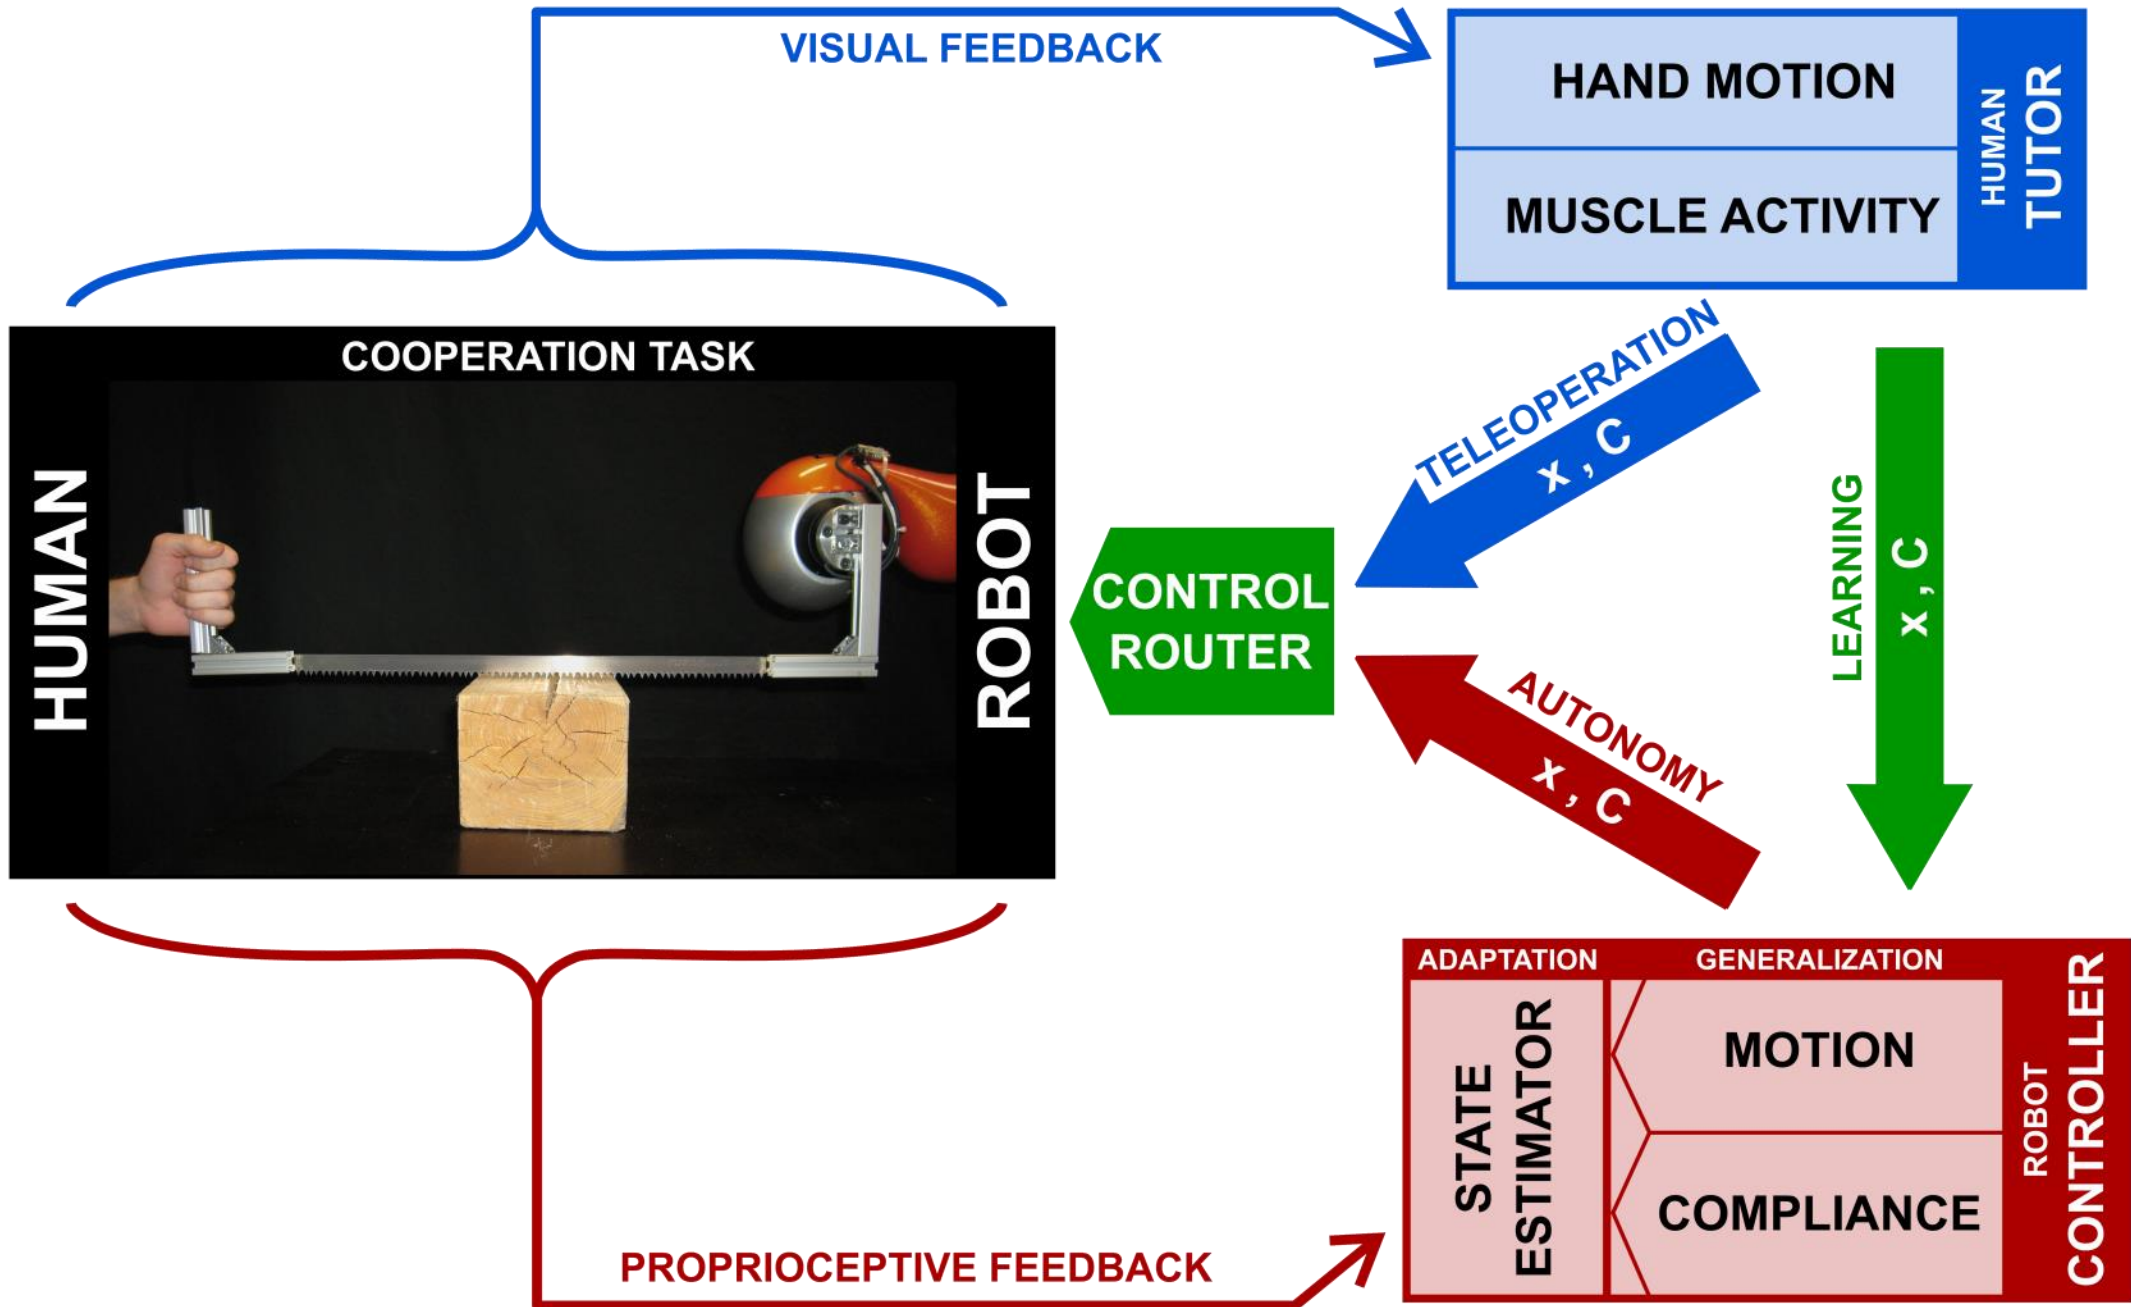 VISUAL FEEDBACK
HAND MOTION
MUSCLE ACTIVITY
HUMAN
TUTOR
COOPERATION TASK
HUMAN
ROBOT
CONTROL
ROUTER
TELEOPERATION
x , C
LEARNING
x , C
AUTONOMY
x , C
ADAPTATION
GENERALIZATION
STATE
ESTIMATOR
MOTION
COMPLIANCE
ROBOT
CONTROLLER
PROPRIOCEPTIVE FEEDBACK